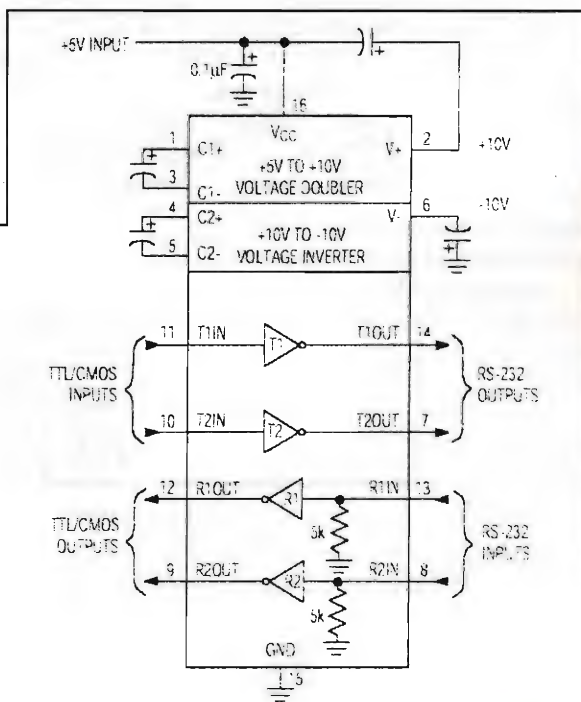 +5V INPUT
0.1µF
16
VCC
1
C1+
V+
2
+10V
+5V TO +10V
VOLTAGE DOUBLER
3
C1-
4
C2+
V-
6
-10V
+10V TO -10V
VOLTAGE INVERTER
5
C2-
11
T1IN
T1
T1OUT
14
TTL/CMOS
INPUTS
RS-232
OUTPUTS
10
T2IN
T2
T2OUT
7
12
R1OUT
R1
R1IN
13
TTL/CMOS
OUTPUTS
5k
RS-232
INPUTS
9
R2OUT
R2
R2IN
8
5k
GND
15